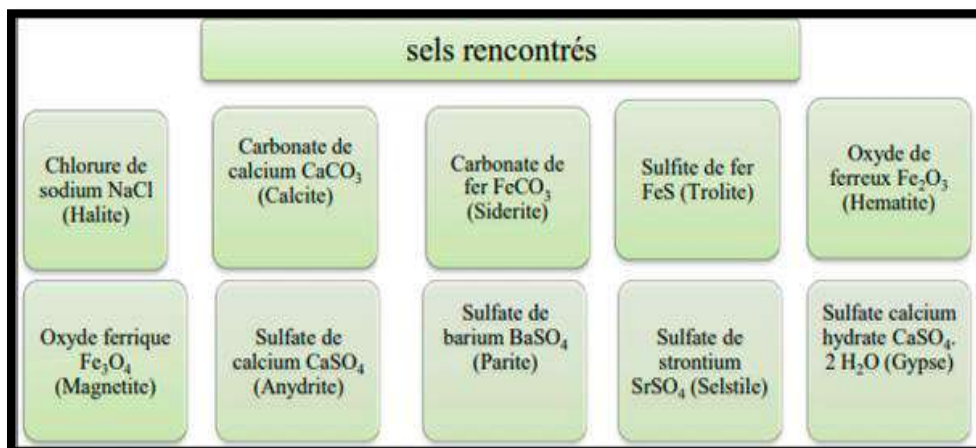 sels rencontrés
Chlorure de
sodium NaCl
(Halite)
Carbonate de
calcium CaCO₃
(Calcite)
Carbonate de
fer FeCO₃
(Siderite)
Sulfite de fer
FeS (Trolite)
Oxyde de
ferreux Fe₂O₃
(Hematite)
Oxyde ferrique
Fe₃O₄
(Magnetite)
Sulfate de
calcium CaSO₄
(Anydrite)
Sulfate de
barium BaSO₄
(Parite)
Sulfate de
strontium
SrSO₄ (Selstile)
Sulfate calcium
hydrate CaSO₄.
2 H₂O (Gypse)